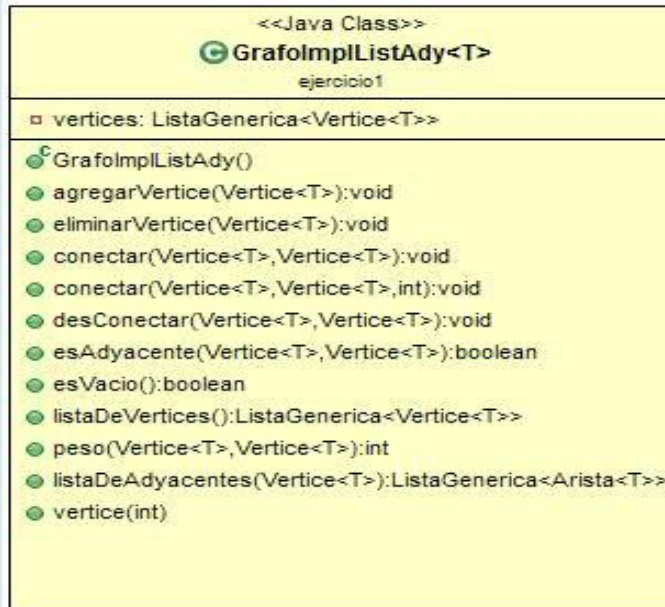 <<Java Class>>
GrafoImplListAdy<T>
ejercicio1
vertices: ListaGenerica<Vertice<T>>
GrafoImplListAdy()
agregarVertice(Vertice<T>):void
eliminarVertice(Vertice<T>):void
conectar(Vertice<T>,Vertice<T>):void
conectar(Vertice<T>,Vertice<T>,int):void
desConectar(Vertice<T>,Vertice<T>):void
esAdyacente(Vertice<T>,Vertice<T>):boolean
esVacio():boolean
listaDeVertices():ListaGenerica<Vertice<T>>
peso(Vertice<T>,Vertice<T>):int
listaDeAdyacentes(Vertice<T>):ListaGenerica<Arista<T>>
vertice(int)